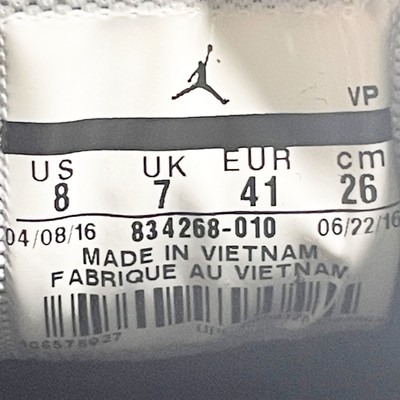 VP
US UK EUR cm
8 7 41 26
04/08/16 834268-010 06/22/16
MADE IN VIETNAM
FABRIQUE AU VIETNAM